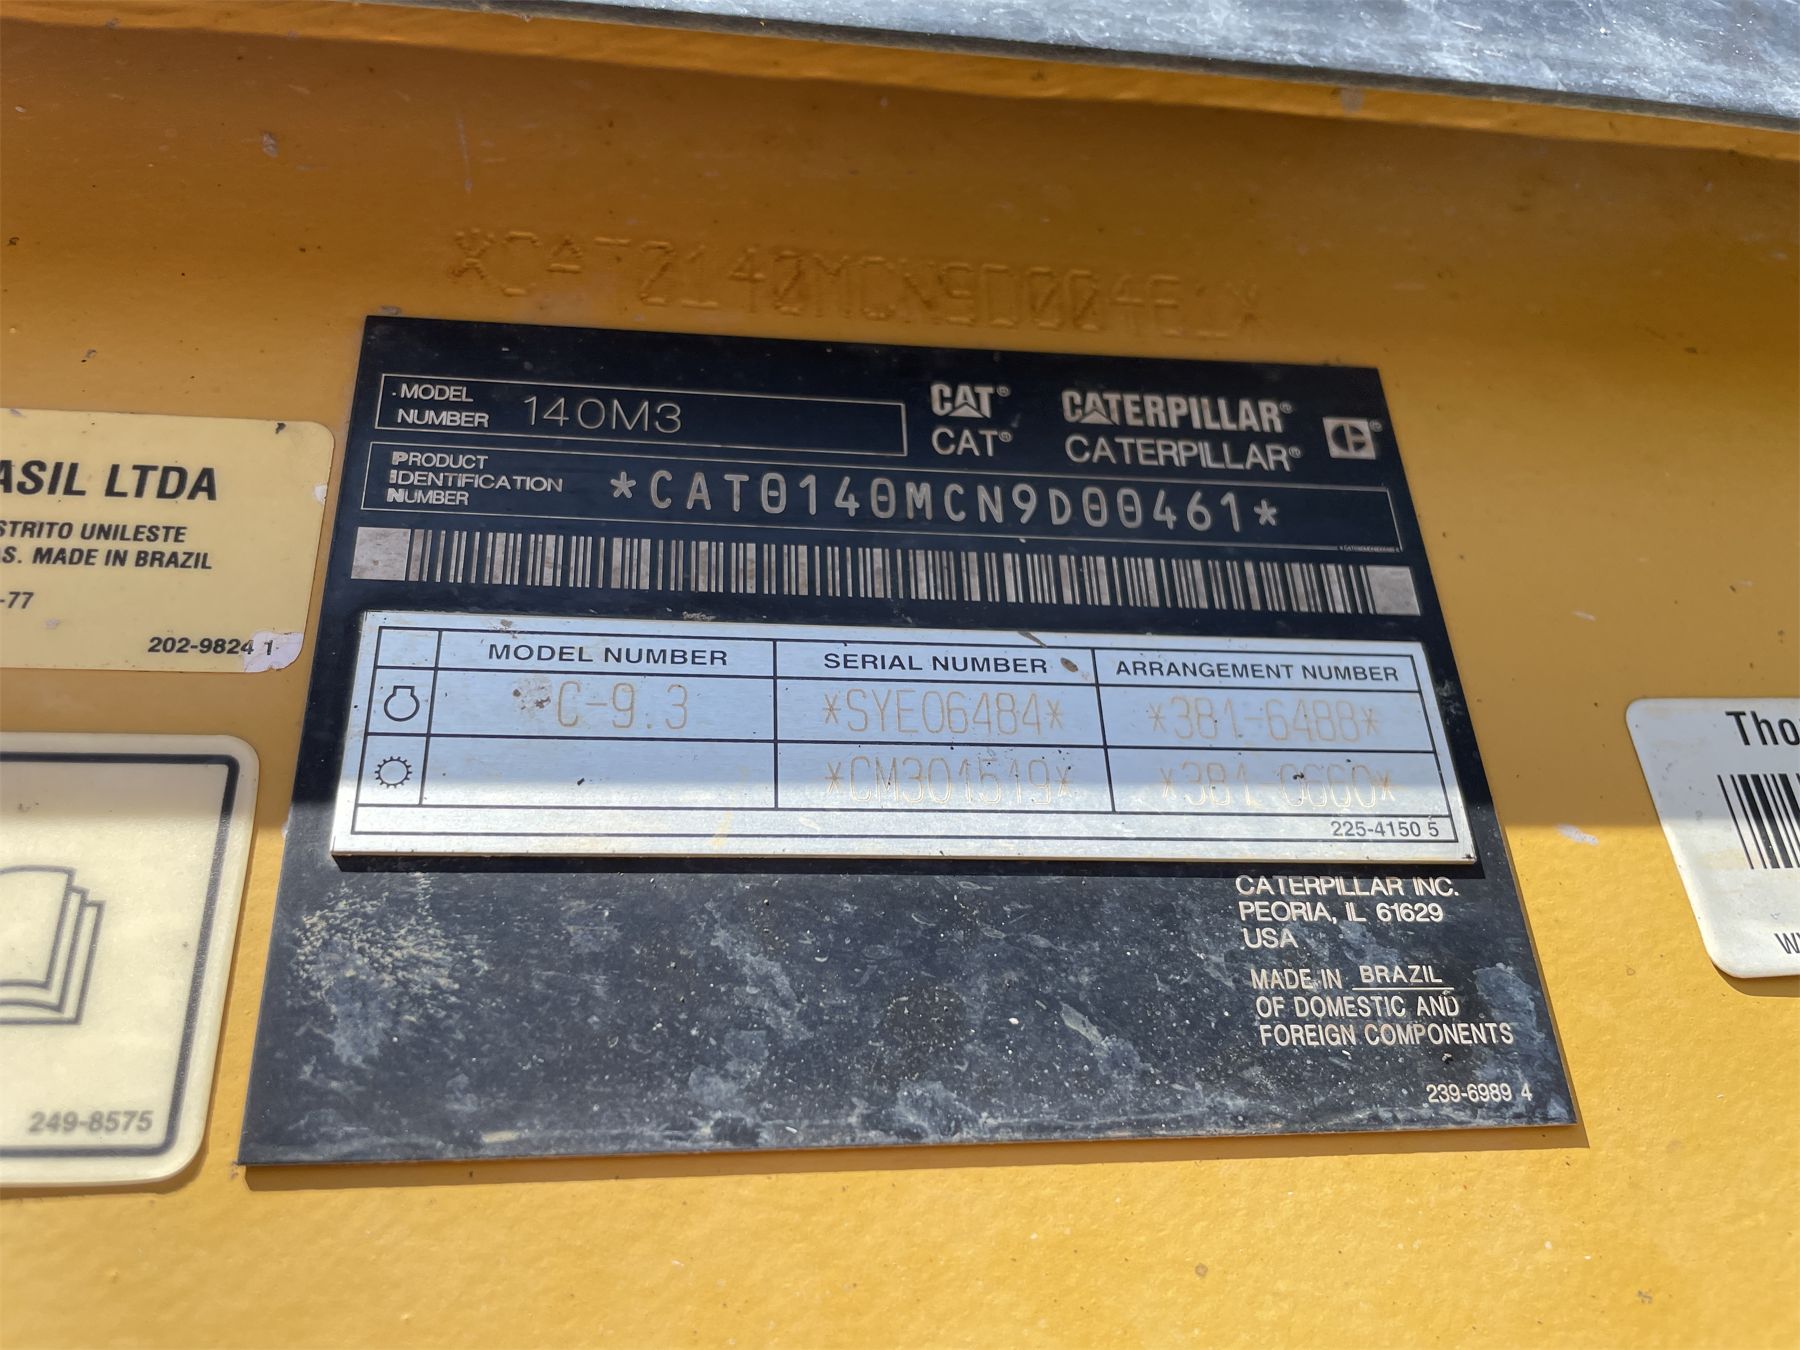 *CAT0140MCN9D00461*
MODEL NUMBER 140M3
CAT® CATERPILLAR®
CAT® CATERPILLAR®
PRODUCT IDENTIFICATION NUMBER *CAT0140MCN9D00461*
MODEL NUMBER SERIAL NUMBER ARRANGEMENT NUMBER
C-9.3 *SYE06484* *381-6488*
*CM301519*
225-4150 5
CATERPILLAR INC.
PEORIA, IL 61629
USA
MADE IN BRAZIL
OF DOMESTIC AND
FOREIGN COMPONENTS
239-6989 4
ASIL LTDA
STRITO UNILESTE
AS. MADE IN BRAZIL
-77
202-9824 1
249-8575
Tho